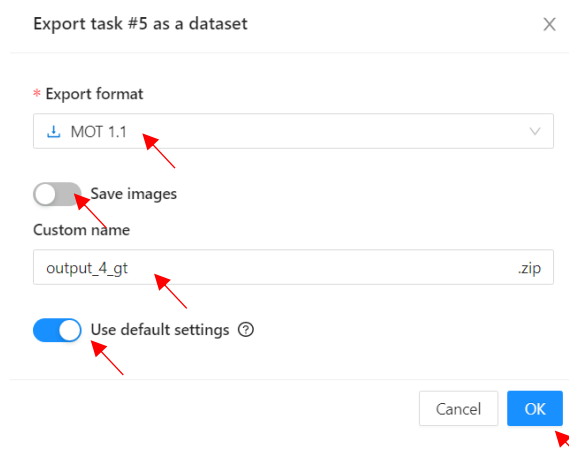 Export task #5 as a dataset
* Export format
MOT 1.1
Save images
Custom name
output_4_gt .zip
Use default settings
Cancel OK